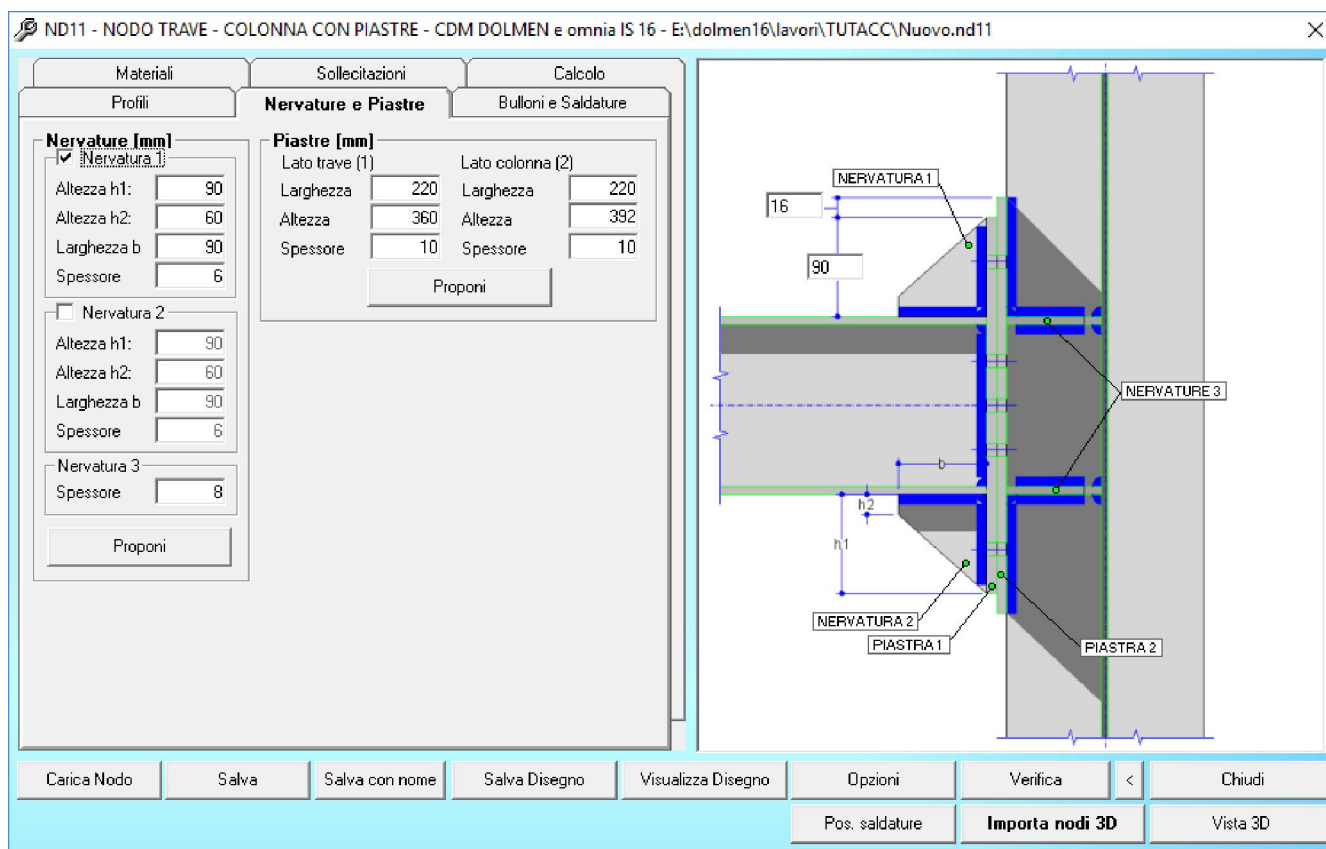 ND11 - NODO TRAVE - COLONNA CON PIASTRE - CDM DOLMEN e omnia IS 16 - E:\dolmen16\lavori\TUTACC\Nuovo.nd11
Materiali
Sollecitazioni
Calcolo
Profili
Nervature e Piastre
Bulloni e Saldature
Nervature [mm]
Nervatura 1
Altezza h1: 90
Altezza h2: 60
Larghezza b 90
Spessore 6
Nervatura 2
Altezza h1: 90
Altezza h2: 60
Larghezza b 90
Spessore 6
Nervatura 3
Spessore 8
Proponi
Piastre [mm]
Lato trave (1)
Lato colonna (2)
Larghezza 220
Larghezza 220
Altezza 360
Altezza 392
Spessore 10
Spessore 10
Proponi
NERVATURA 1
16
90
NERVATURE 3
b
h2
h1
NERVATURA 2
PIASTRA 1
PIASTRA 2
Carica Nodo
Salva
Salva con nome
Salva Disegno
Visualizza Disegno
Opzioni
Verifica
<
Chiudi
Pos. saldature
Importa nodi 3D
Vista 3D